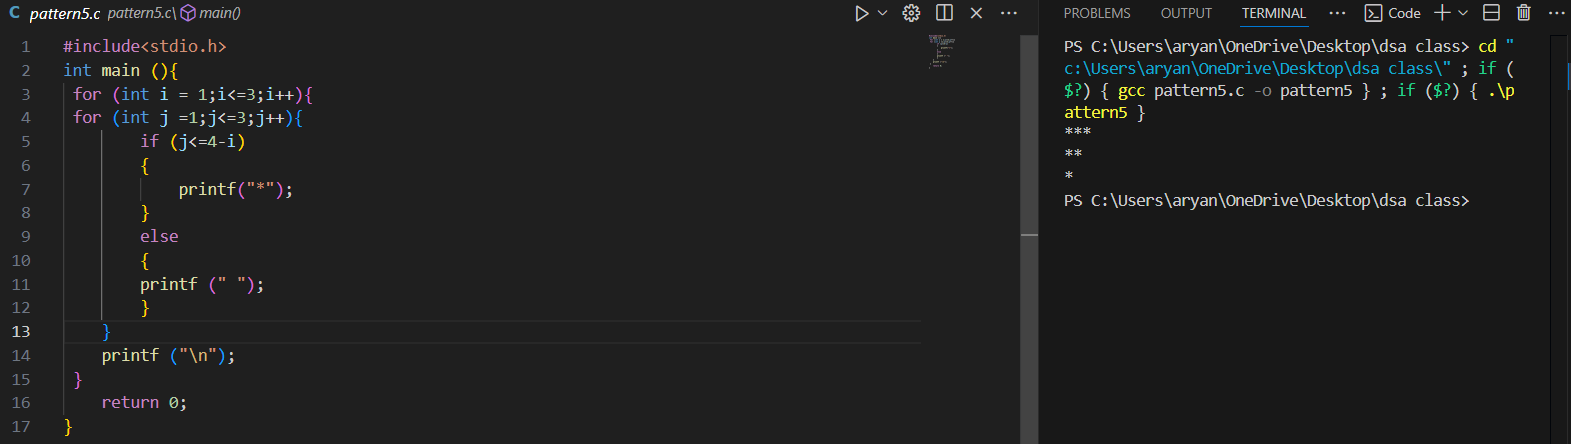 C pattern5.c pattern5.c\ main()
1 #include<stdio.h>
2 int main (){
3 for (int i = 1;i<=3;i++){
4 for (int j =1;j<=3;j++){
5 if (j<=4-i)
6 {
7 printf("*");
8 }
9 else
10 {
11 printf (" ");
12 }
13 }
14 printf ("\n");
15 }
16 return 0;
17 }
PROBLEMS OUTPUT TERMINAL ··· Code
PS C:\Users\aryan\OneDrive\Desktop\dsa class> cd "
c:\Users\aryan\OneDrive\Desktop\dsa class\" ; if (
$?) { gcc pattern5.c -o pattern5 } ; if ($?) { .\p
attern5 }
***
**
*
PS C:\Users\aryan\OneDrive\Desktop\dsa class>